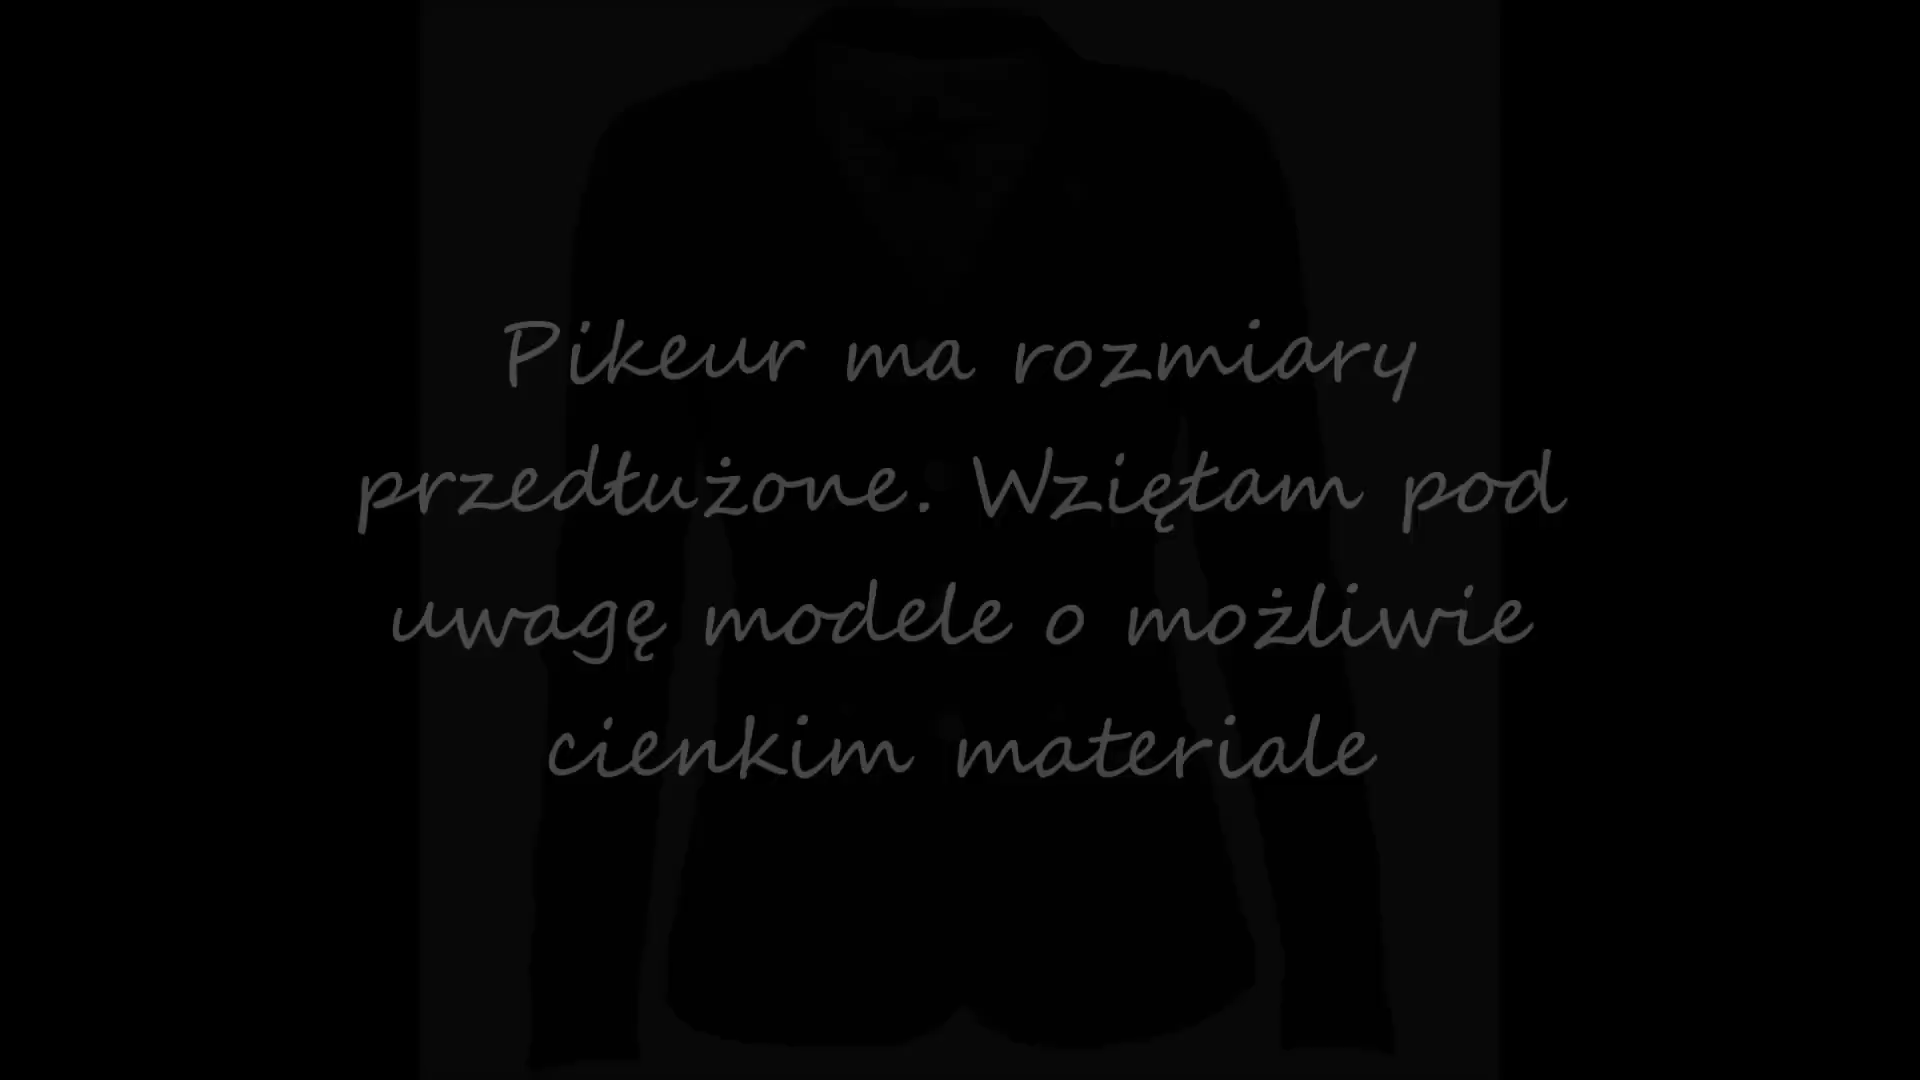 Pikeur ma rozmiary
przedłużone. Wzięłam pod
uwagę modele o możliwie
cienkim materiale